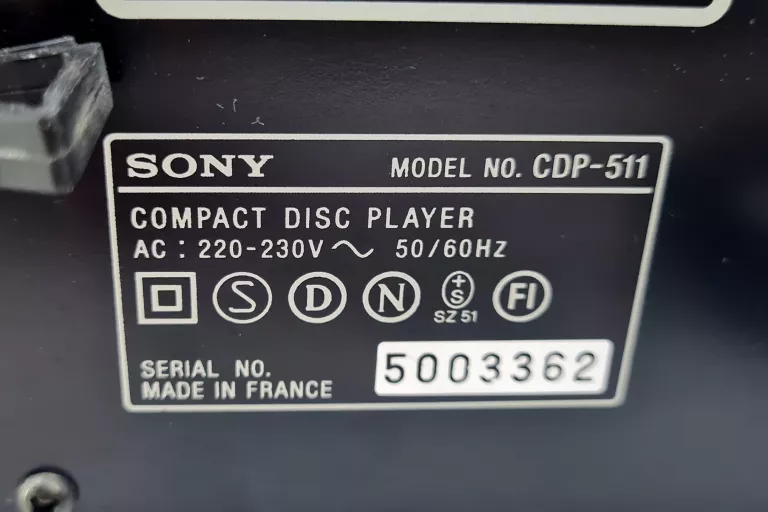 SONY MODEL NO. CDP-511
COMPACT DISC PLAYER
AC : 220-230V ~ 50/60Hz
S D N +S FI
SZ 51
SERIAL NO. 5003362
MADE IN FRANCE